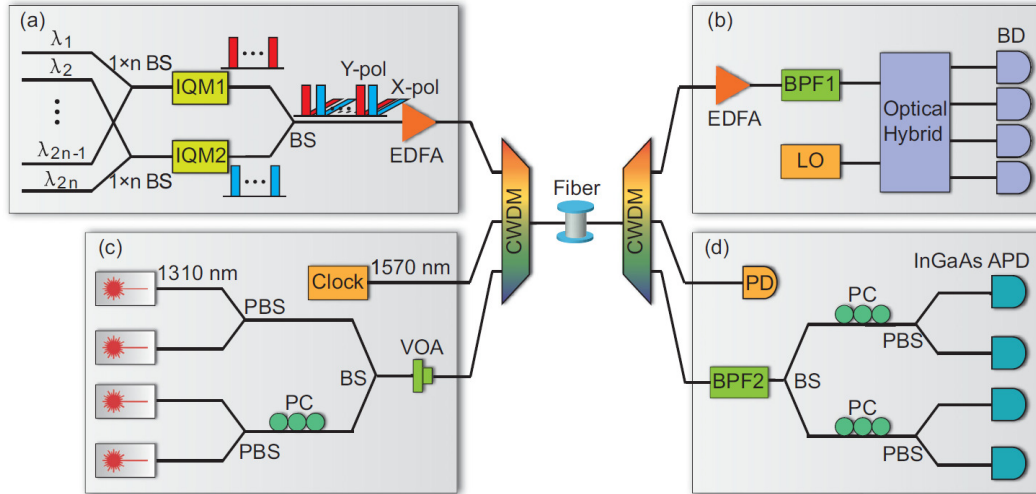 (a)
λ1
λ2
λ2n-1
λ2n
1×n BS
1×n BS
IQM1
IQM2
Y-pol
X-pol
BS
EDFA
(b)
EDFA
BPF1
LO
Optical
Hybrid
BD
CWDM
Fiber
CWDM
(c)
1310 nm
PBS
Clock
1570 nm
VOA
BS
PC
PBS
(d)
PD
InGaAs APD
PC
PBS
BPF2
BS
PC
PBS